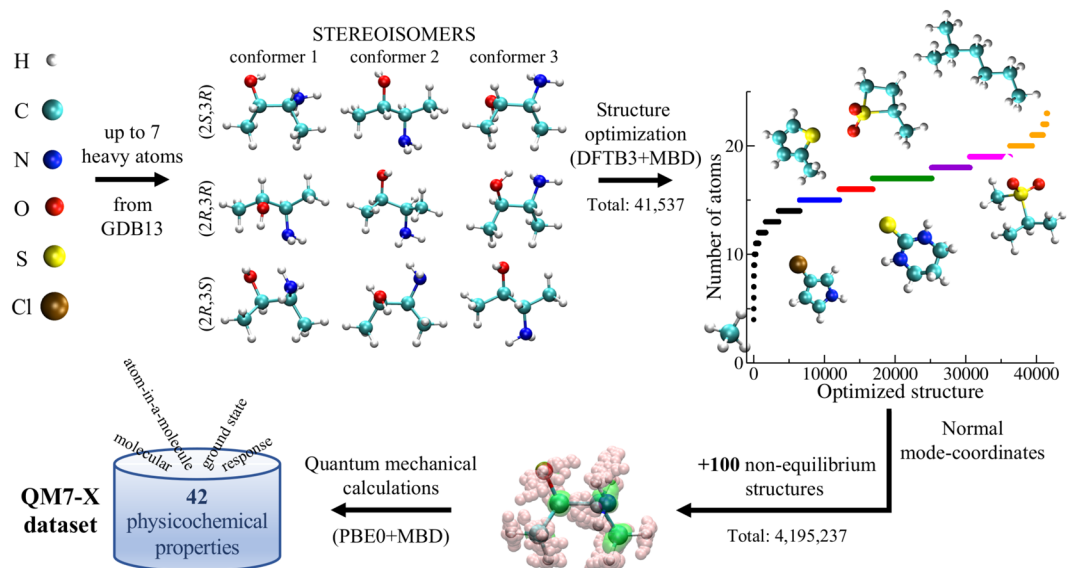 H
C
N
O
S
Cl
up to 7
heavy atoms
from
GDB13
STEREOISOMERS
conformer 1
conformer 2
conformer 3
(2S,3R)
(2R,3R)
(2R,3S)
Structure
optimization
(DFTB3+MBD)
Total: 41,537
Number of atoms
20
10
0
0
10000
20000
30000
40000
Optimized structure
Normal
mode-coordinates
+100 non-equilibrium
structures
Total: 4,195,237
Quantum mechanical
calculations
(PBE0+MBD)
molecular
atom-in-a-molecule
ground state
response
QM7-X
dataset
42
physicochemical
properties